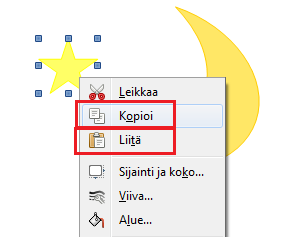 Leikkaa
Kopioi
Liitä
Sijainti ja koko...
Viiva...
Alue...